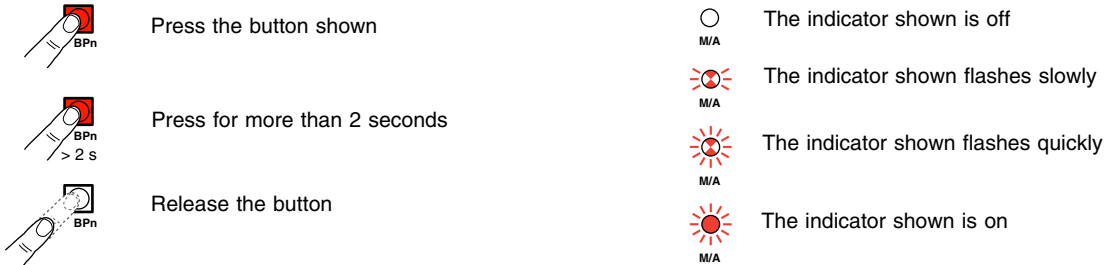 BPn
Press the button shown
BPn
> 2 s
Press for more than 2 seconds
BPn
Release the button
M/A
The indicator shown is off
M/A
The indicator shown flashes slowly
M/A
The indicator shown flashes quickly
M/A
The indicator shown is on